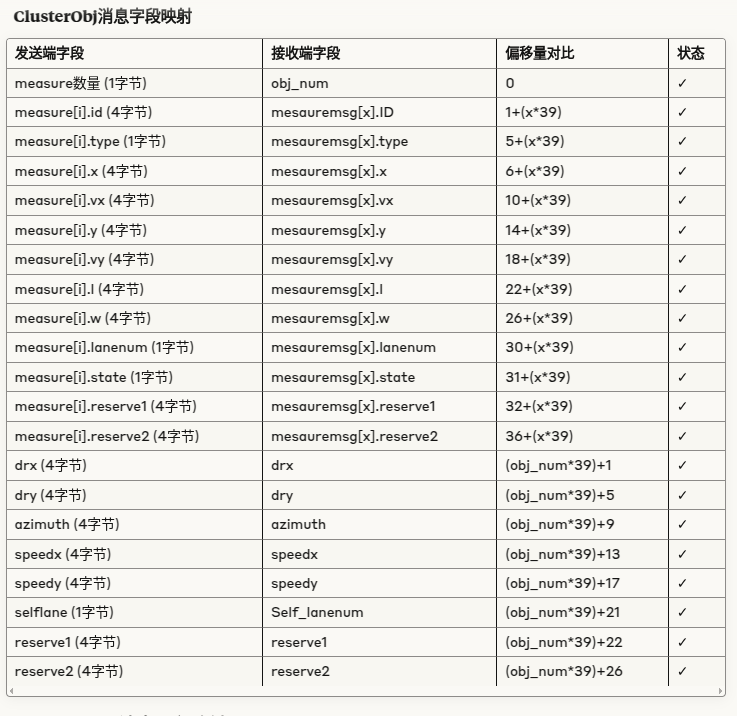 ClusterObj消息字段映射
发送端字段 接收端字段 偏移量对比 状态
measure数量 (1字节) obj_num 0 ✓
measure[i].id (4字节) mesauremsg[x].ID 1+(x*39) ✓
measure[i].type (1字节) mesauremsg[x].type 5+(x*39) ✓
measure[i].x (4字节) mesauremsg[x].x 6+(x*39) ✓
measure[i].vx (4字节) mesauremsg[x].vx 10+(x*39) ✓
measure[i].y (4字节) mesauremsg[x].y 14+(x*39) ✓
measure[i].vy (4字节) mesauremsg[x].vy 18+(x*39) ✓
measure[i].l (4字节) mesauremsg[x].l 22+(x*39) ✓
measure[i].w (4字节) mesauremsg[x].w 26+(x*39) ✓
measure[i].lanenum (1字节) mesauremsg[x].lanenum 30+(x*39) ✓
measure[i].state (1字节) mesauremsg[x].state 31+(x*39) ✓
measure[i].reserve1 (4字节) mesauremsg[x].reserve1 32+(x*39) ✓
measure[i].reserve2 (4字节) mesauremsg[x].reserve2 36+(x*39) ✓
drx (4字节) drx (obj_num*39)+1 ✓
dry (4字节) dry (obj_num*39)+5 ✓
azimuth (4字节) azimuth (obj_num*39)+9 ✓
speedx (4字节) speedx (obj_num*39)+13 ✓
speedy (4字节) speedy (obj_num*39)+17 ✓
selflane (1字节) Self_lanenum (obj_num*39)+21 ✓
reserve1 (4字节) reserve1 (obj_num*39)+22 ✓
reserve2 (4字节) reserve2 (obj_num*39)+26 ✓